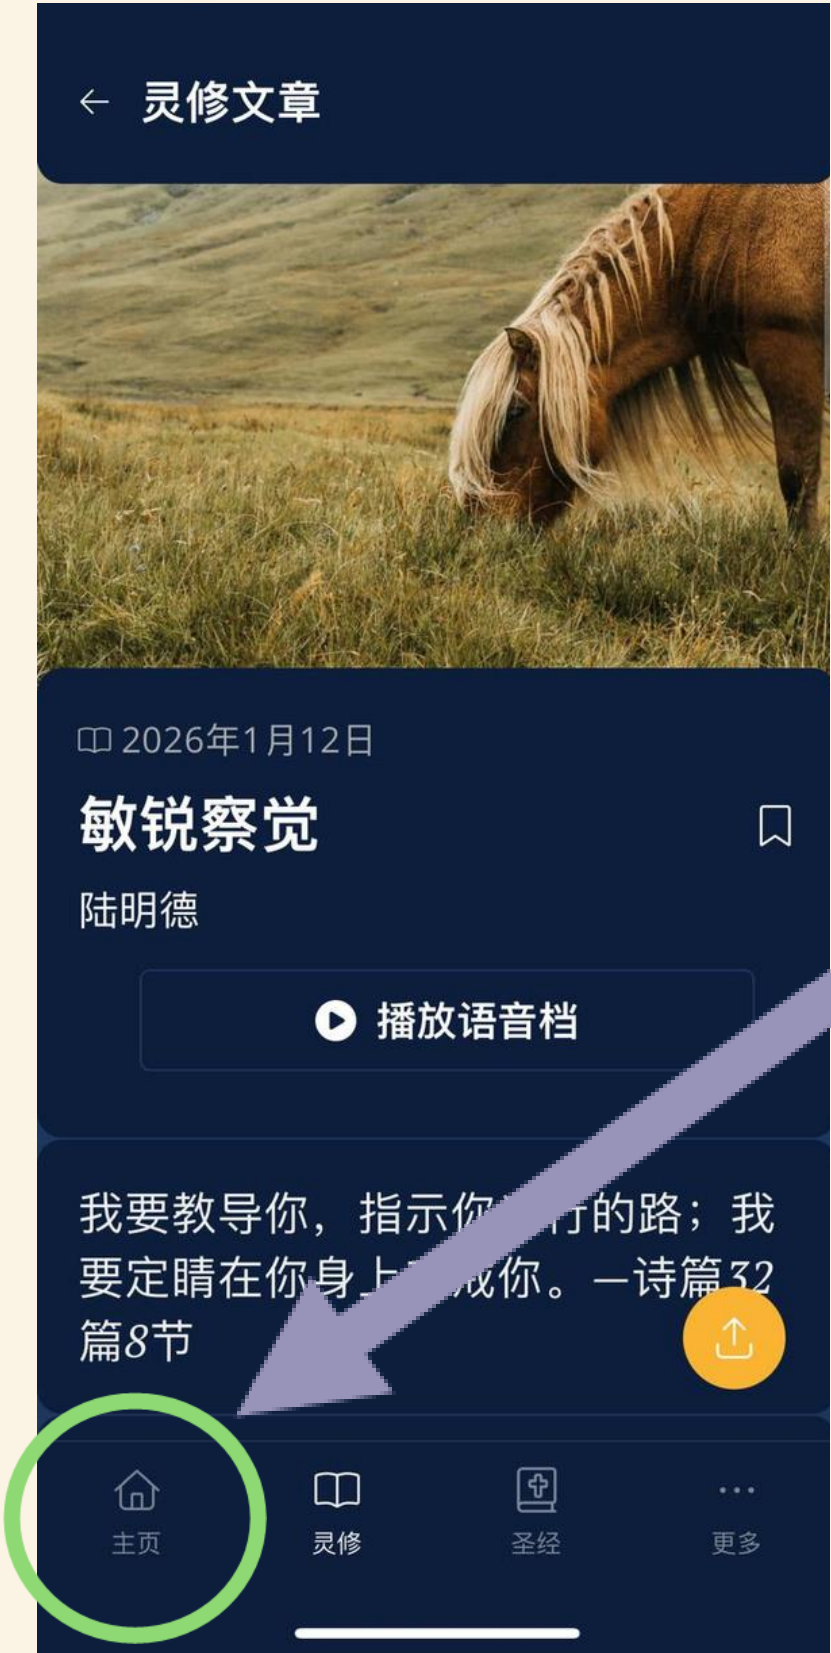 灵修文章
2026年1月12日
敏锐察觉
陆明德
播放语音档
我要教导你，指示你 行的路；我
要定睛在你身上 你。—诗篇32
篇8节
主页
灵修
圣经
更多